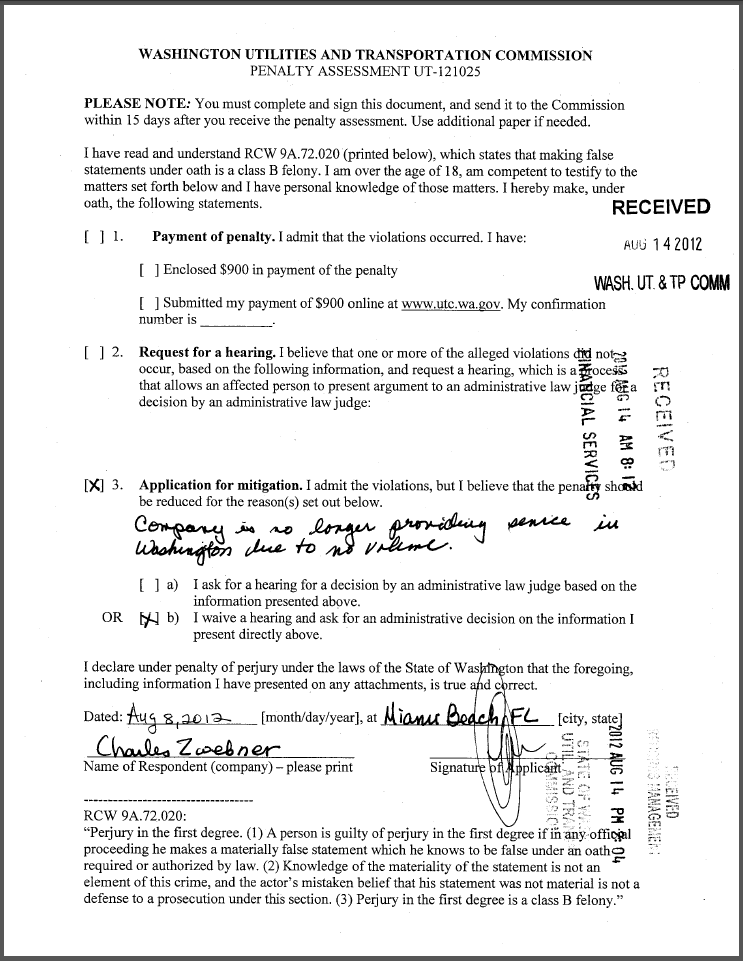 WASHINGTON UTILITIES AND TRANSPORTATION COMMISSION
PENALTY ASSESSMENT UT-121025
PLEASE NOTE: You must complete and sign this document, and send it to the Commission
within 15 days after you receive the penalty assessment. Use additional paper if needed.
I have read and understand RCW 9A.72.020 (printed below), which states that making false
statements under oath is a class B felony. I am over the age of 18, am competent to testify to the
matters set forth below and I have personal knowledge of those matters. I hereby make, under
oath, the following statements.
RECEIVED
AUG 14 2012
WASH. UT. & TP COMM
[ ] 1. Payment of penalty. I admit that the violations occurred. I have:
[ ] Enclosed $900 in payment of the penalty
[ ] Submitted my payment of $900 online at www.utc.wa.gov. My confirmation
number is __________.
[ ] 2. Request for a hearing. I believe that one or more of the alleged violations did not
occur, based on the following information, and request a hearing, which is a process
that allows an affected person to present argument to an administrative law judge for a
decision by an administrative law judge:
FINANCIAL SERVICES
2012 AUG 14 AM 8:12
RECEIVED
[X] 3. Application for mitigation. I admit the violations, but I believe that the penalty should
be reduced for the reason(s) set out below.
Company is no longer providing service in
Washington due to no volume.
[ ] a) I ask for a hearing for a decision by an administrative law judge based on the
information presented above.
OR [X] b) I waive a hearing and ask for an administrative decision on the information I
present directly above.
I declare under penalty of perjury under the laws of the State of Washington that the foregoing,
including information I have presented on any attachments, is true and correct.
Dated: Aug 8, 2012 [month/day/year], at Miami Beach, FL [city, state]
Charles Zwebner
Name of Respondent (company) – please print Signature of Applicant
STATE OF WA
UTIL AND TRA
COMMISSIO
2012 AUG 14 PM
04
RECEIVED
MANAGEMENT
----------------------------------
RCW 9A.72.020:
“Perjury in the first degree. (1) A person is guilty of perjury in the first degree if in any official
proceeding he makes a materially false statement which he knows to be false under an oath
required or authorized by law. (2) Knowledge of the materiality of the statement is not an
element of this crime, and the actor’s mistaken belief that his statement was not material is not a
defense to a prosecution under this section. (3) Perjury in the first degree is a class B felony.”